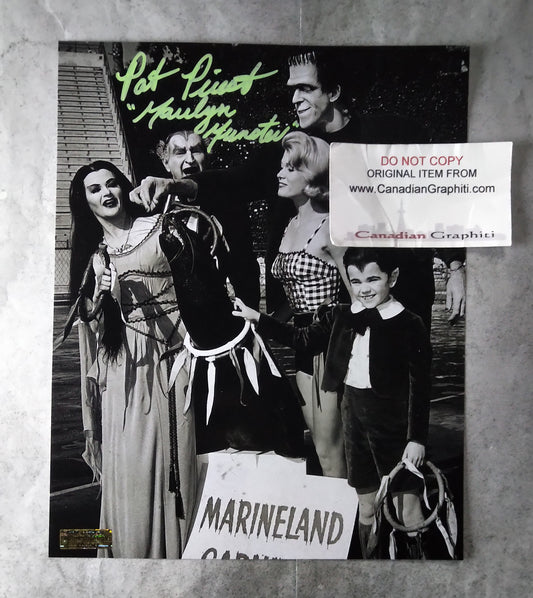 Pat Priest
"Marilyn
Munster"
DO NOT COPY
ORIGINAL ITEM FROM
www.CanadianGraphiti.com
Canadian Graphiti
MARINELAND